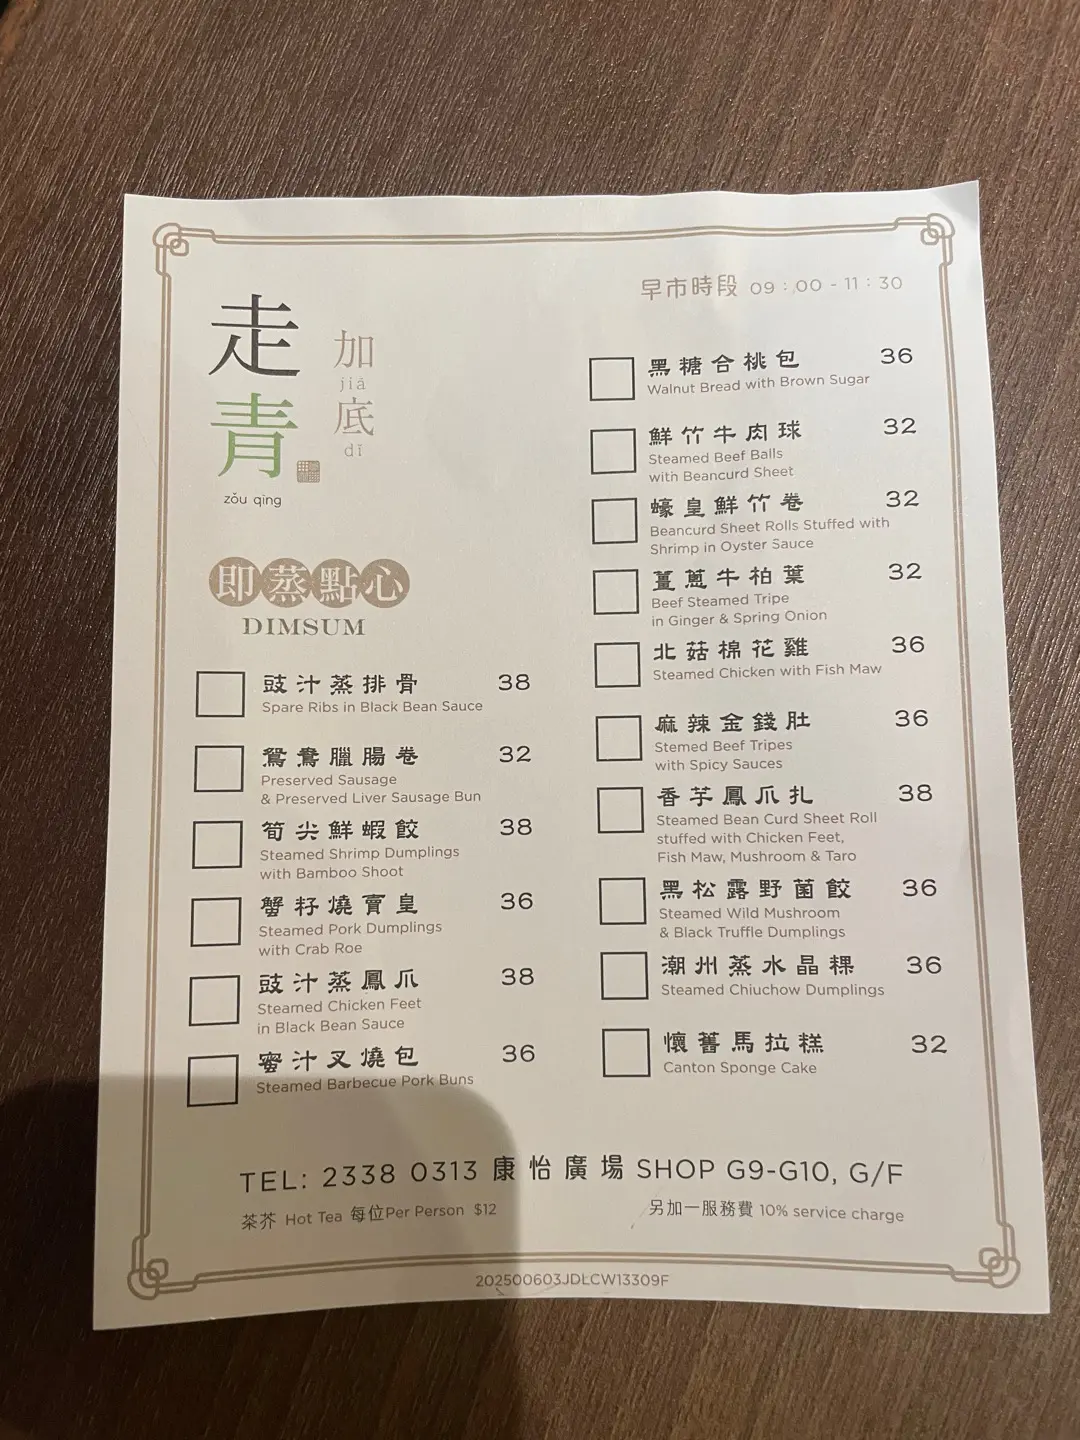 走青
zǒu qīng
加
jiá
底
dǐ
即蒸點心
DIMSUM
豉汁蒸排骨 38
Spare Ribs in Black Bean Sauce
鴛鴦臘腸卷 32
Preserved Sausage
& Preserved Liver Sausage Bun
筍尖鮮蝦餃 38
Steamed Shrimp Dumplings
with Bamboo Shoot
蟹籽燒賣皇 36
Steamed Pork Dumplings
with Crab Roe
豉汁蒸鳳爪 38
Steamed Chicken Feet
in Black Bean Sauce
蜜汁叉燒包 36
Steamed Barbecue Pork Buns
早市時段 09:00 - 11:30
黑糖合桃包 36
Walnut Bread with Brown Sugar
鮮竹牛肉球 32
Steamed Beef Balls
with Beancurd Sheet
蠔皇鮮竹卷 32
Beancurd Sheet Rolls Stuffed with
Shrimp in Oyster Sauce
薑蔥牛柏葉 32
Beef Steamed Tripe
in Ginger & Spring Onion
北菇棉花雞 36
Steamed Chicken with Fish Maw
麻辣金錢肚 36
Stemed Beef Tripes
with Spicy Sauces
香芋鳳爪扎 38
Steamed Bean Curd Sheet Roll
stuffed with Chicken Feet,
Fish Maw, Mushroom & Taro
黑松露野菌餃 36
Steamed Wild Mushroom
& Black Truffle Dumplings
潮州蒸水晶粿 36
Steamed Chiuchow Dumplings
懷舊馬拉糕 32
Canton Sponge Cake
TEL: 2338 0313 康怡廣場 SHOP G9-G10, G/F
茶芥 Hot Tea 每位Per Person $12 另加一服務費 10% service charge
202500603JDLCW13309F